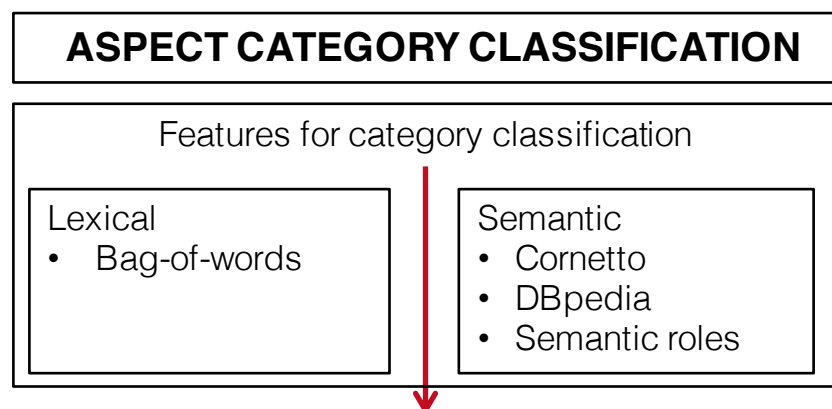 ASPECT CATEGORY CLASSIFICATION
Features for category classification
Lexical
• Bag-of-words
Semantic
• Cornetto
• DBpedia
• Semantic roles